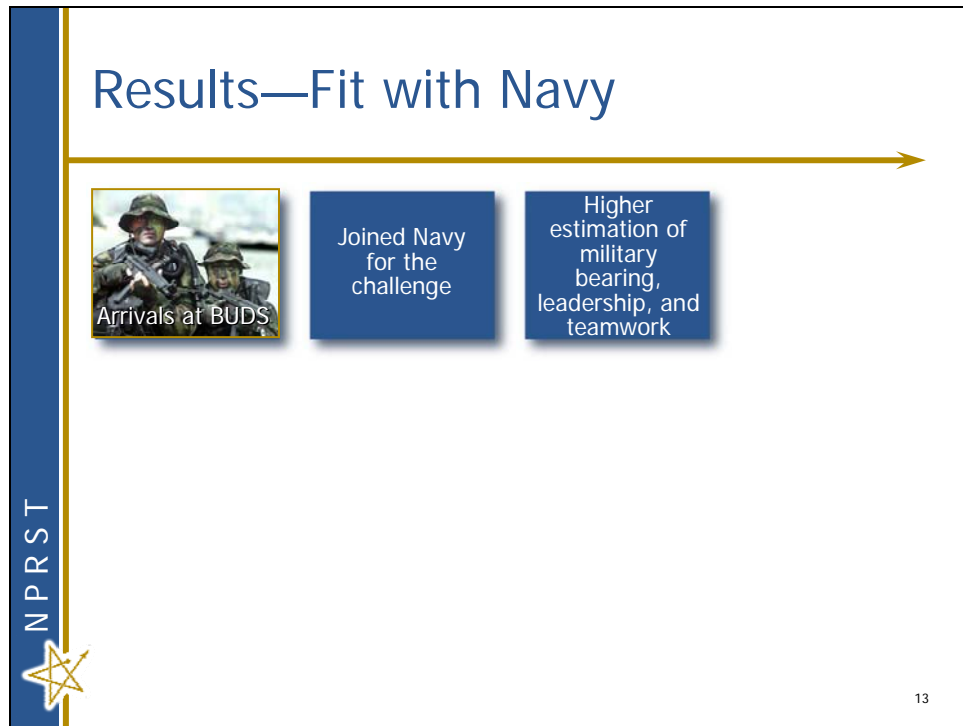 Results—Fit with Navy
Arrivals at BUDS
Joined Navy
for the
challenge
Higher
estimation of
military
bearing,
leadership, and
teamwork
NPRST
13